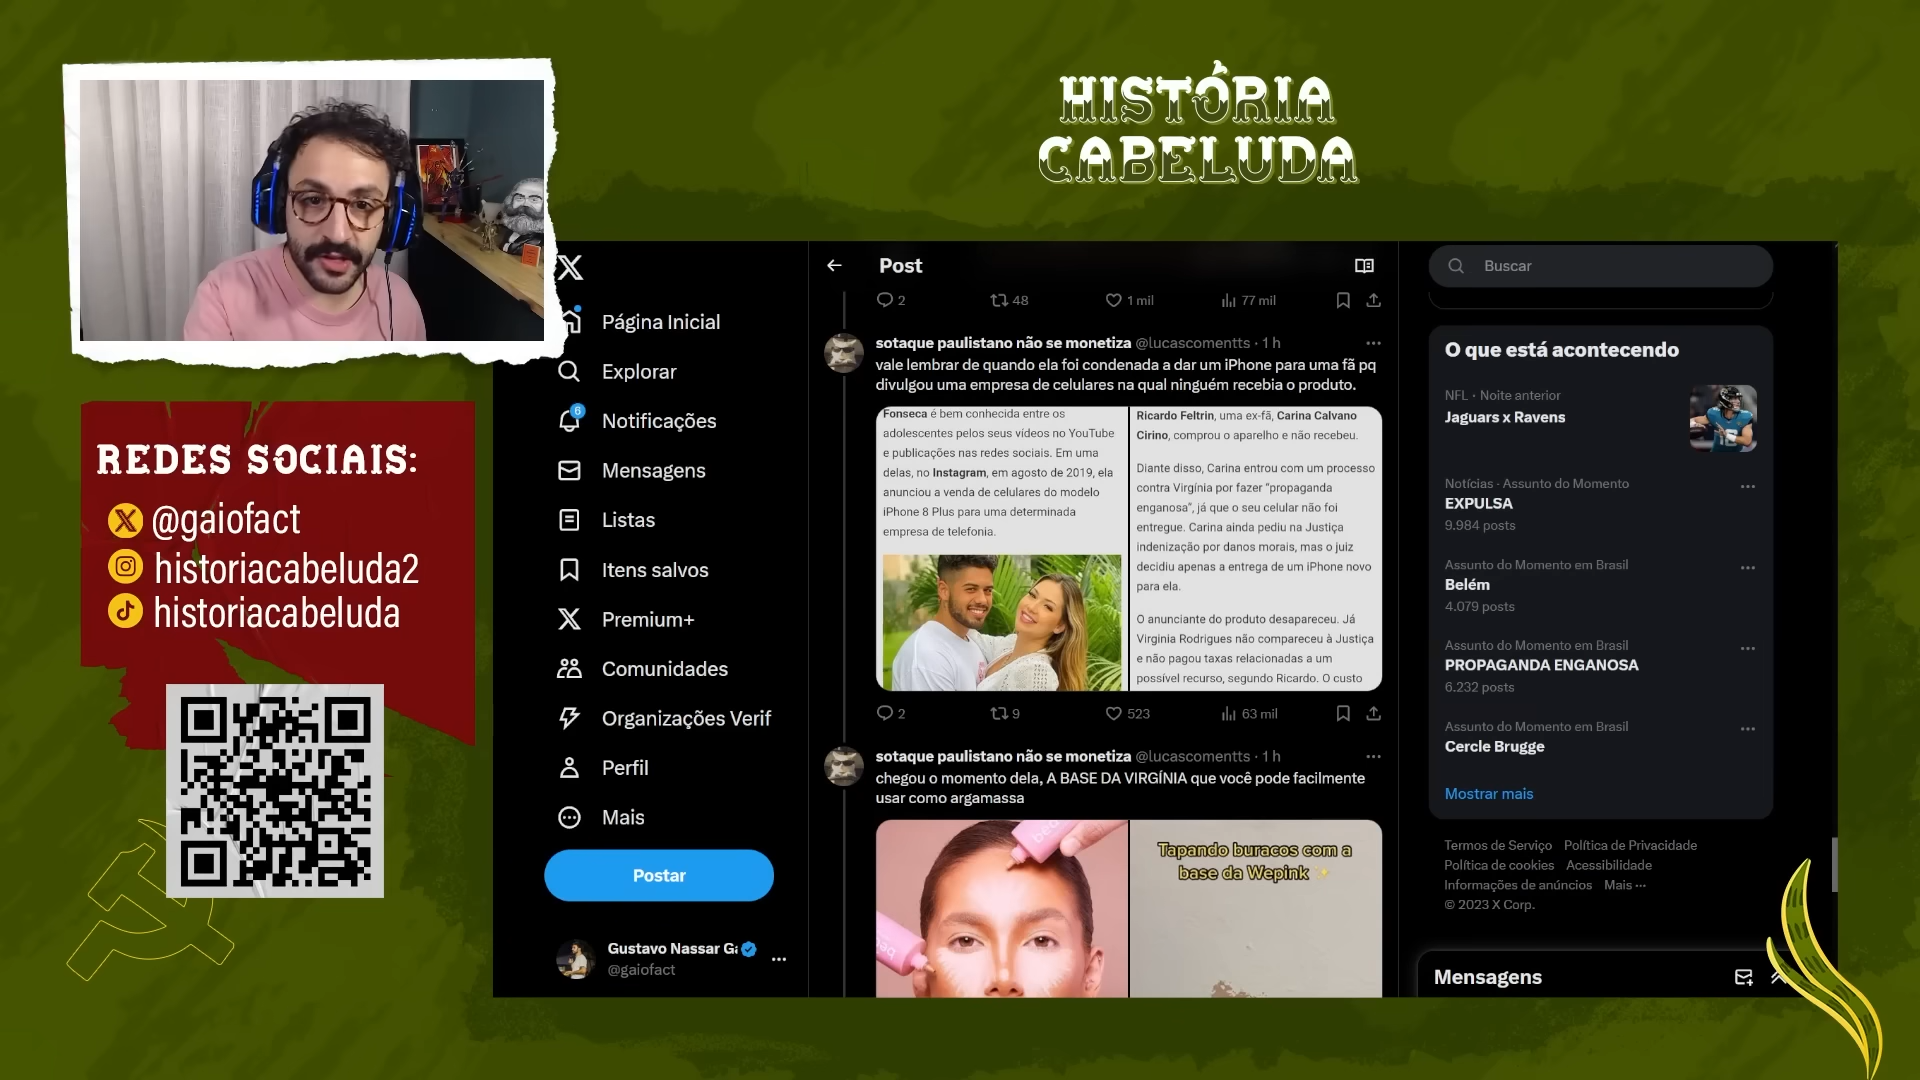 HISTÓRIA
CABELUDA
REDES SOCIAIS:
@gaiofact
historiacabeluda2
historiacabeluda
Página Inicial
Explorar
6
Notificações
Mensagens
Listas
Itens salvos
Premium+
Comunidades
Organizações Verif
Perfil
Mais
Postar
Gustavo Nassar Ga
@gaiofact
Post
2 48 1 mil 77 mil
sotaque paulistano não se monetiza @lucascomentts · 1 h
vale lembrar de quando ela foi condenada a dar um iPhone para uma fã pq
divulgou uma empresa de celulares na qual ninguém recebia o produto.
Fonseca é bem conhecida entre os
adolescentes pelos seus vídeos no YouTube
e publicações nas redes sociais. Em uma
delas, no Instagram, em agosto de 2019, ela
anunciou a venda de celulares do modelo
iPhone 8 Plus para uma determinada
empresa de telefonia.
Ricardo Feltrin, uma ex-fã, Carina Calvano
Cirino, comprou o aparelho e não recebeu.
Diante disso, Carina entrou com um processo
contra Virgínia por fazer "propaganda
enganosa", já que o seu celular não foi
entregue. Carina ainda pediu na Justiça
indenização por danos morais, mas o juiz
decidiu apenas a entrega de um iPhone novo
para ela.
O anunciante do produto desapareceu. Já
Virginia Rodrigues não compareceu à Justiça
e não pagou taxas relacionadas a um
possível recurso, segundo Ricardo. O custo
2 9 523 63 mil
sotaque paulistano não se monetiza @lucascomentts · 1 h
chegou o momento dela, A BASE DA VIRGÍNIA que você pode facilmente
usar como argamassa
Tapando buracos com a
base da Wepink
Buscar
O que está acontecendo
NFL · Noite anterior
Jaguars x Ravens
Notícias · Assunto do Momento
EXPULSA
9.984 posts
Assunto do Momento em Brasil
Belém
4.079 posts
Assunto do Momento em Brasil
PROPAGANDA ENGANOSA
6.232 posts
Assunto do Momento em Brasil
Cercle Brugge
Mostrar mais
Termos de Serviço Política de Privacidade
Política de cookies Acessibilidade
Informações de anúncios Mais ···
© 2023 X Corp.
Mensagens